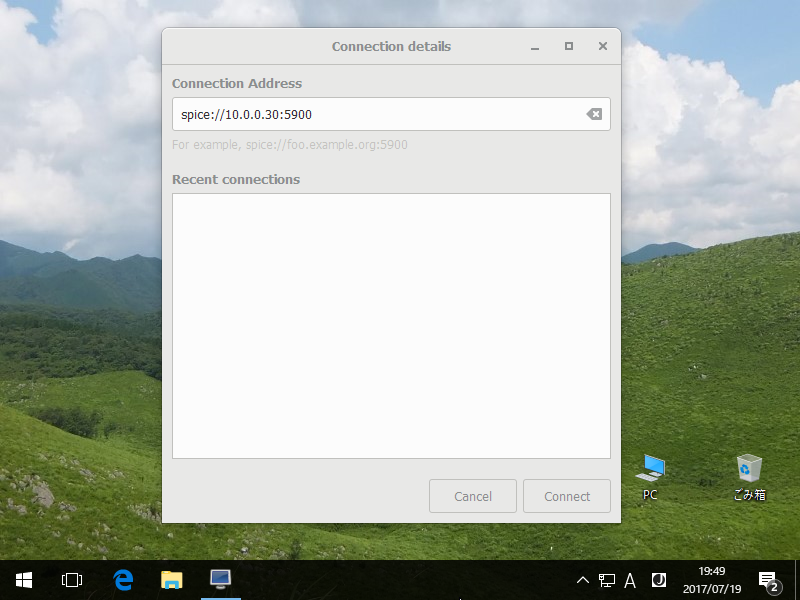 Connection details
Connection Address
spice://10.0.0.30:5900
For example, spice://foo.example.org:5900
Recent connections
Cancel
Connect
PC
ごみ箱
A
J
19:49
2017/07/19
2